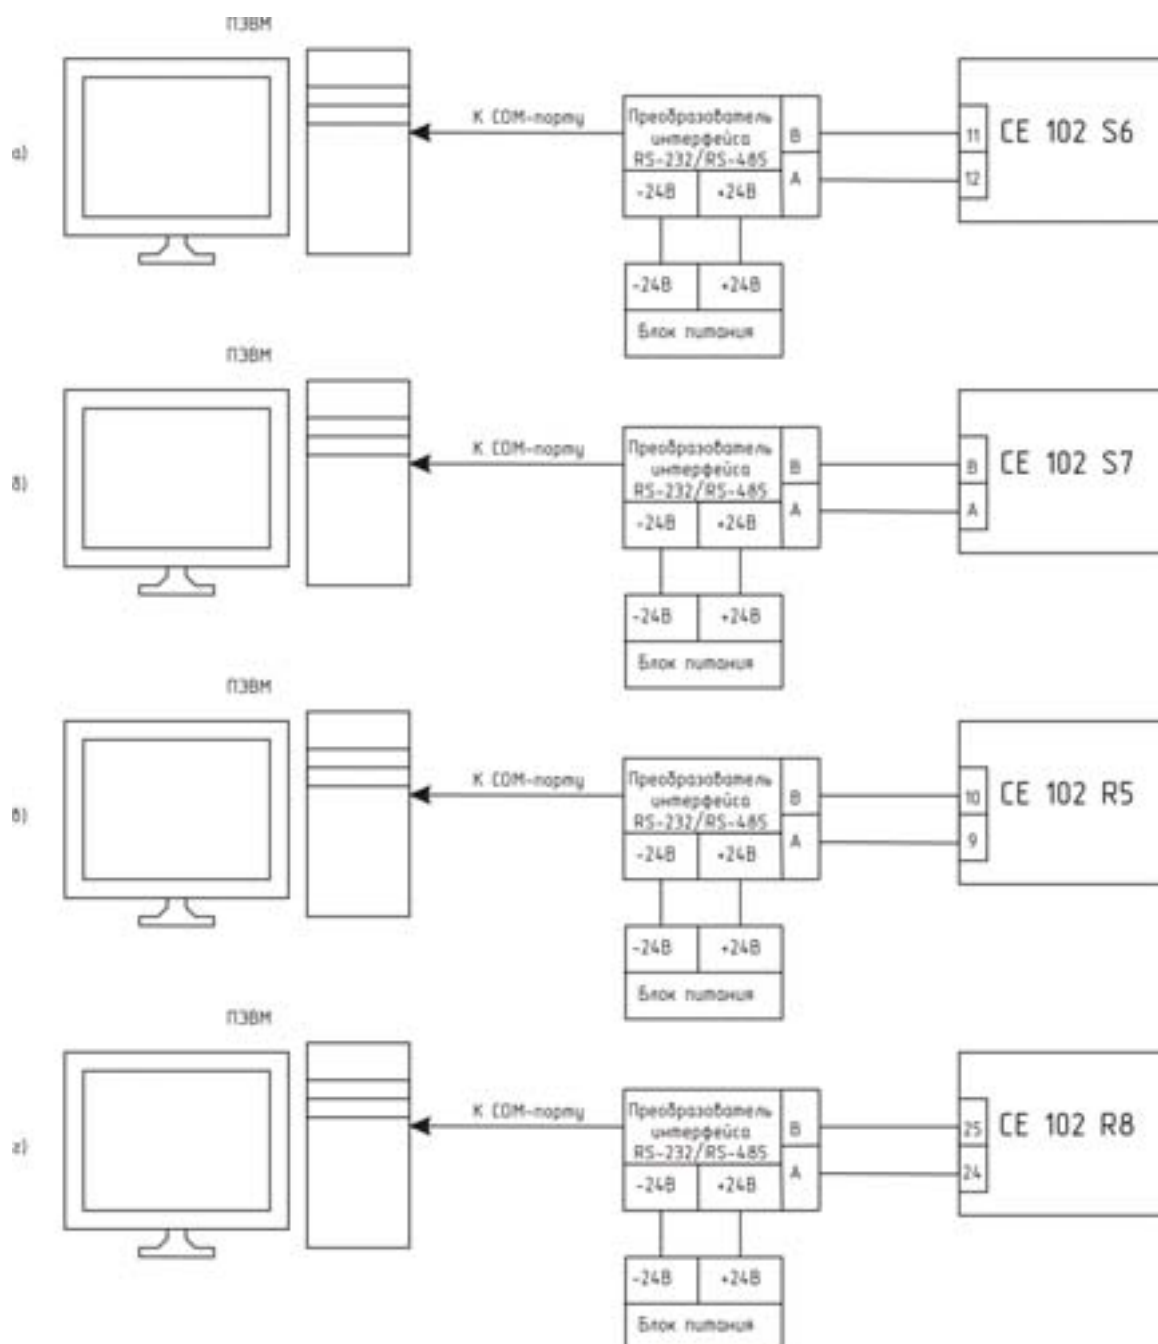 ПЭВМ
а)
К COM-порту
Преобразователь
интерфейса
RS-232/RS-485
B
A
-24В
+24В
-24В
+24В
Блок питания
11
12
CE 102 S6
ПЭВМ
б)
К COM-порту
Преобразователь
интерфейса
RS-232/RS-485
B
A
-24В
+24В
-24В
+24В
Блок питания
B
A
CE 102 S7
ПЭВМ
в)
К COM-порту
Преобразователь
интерфейса
RS-232/RS-485
B
A
-24В
+24В
-24В
+24В
Блок питания
10
9
CE 102 R5
ПЭВМ
г)
К COM-порту
Преобразователь
интерфейса
RS-232/RS-485
B
A
-24В
+24В
-24В
+24В
Блок питания
25
24
CE 102 R8